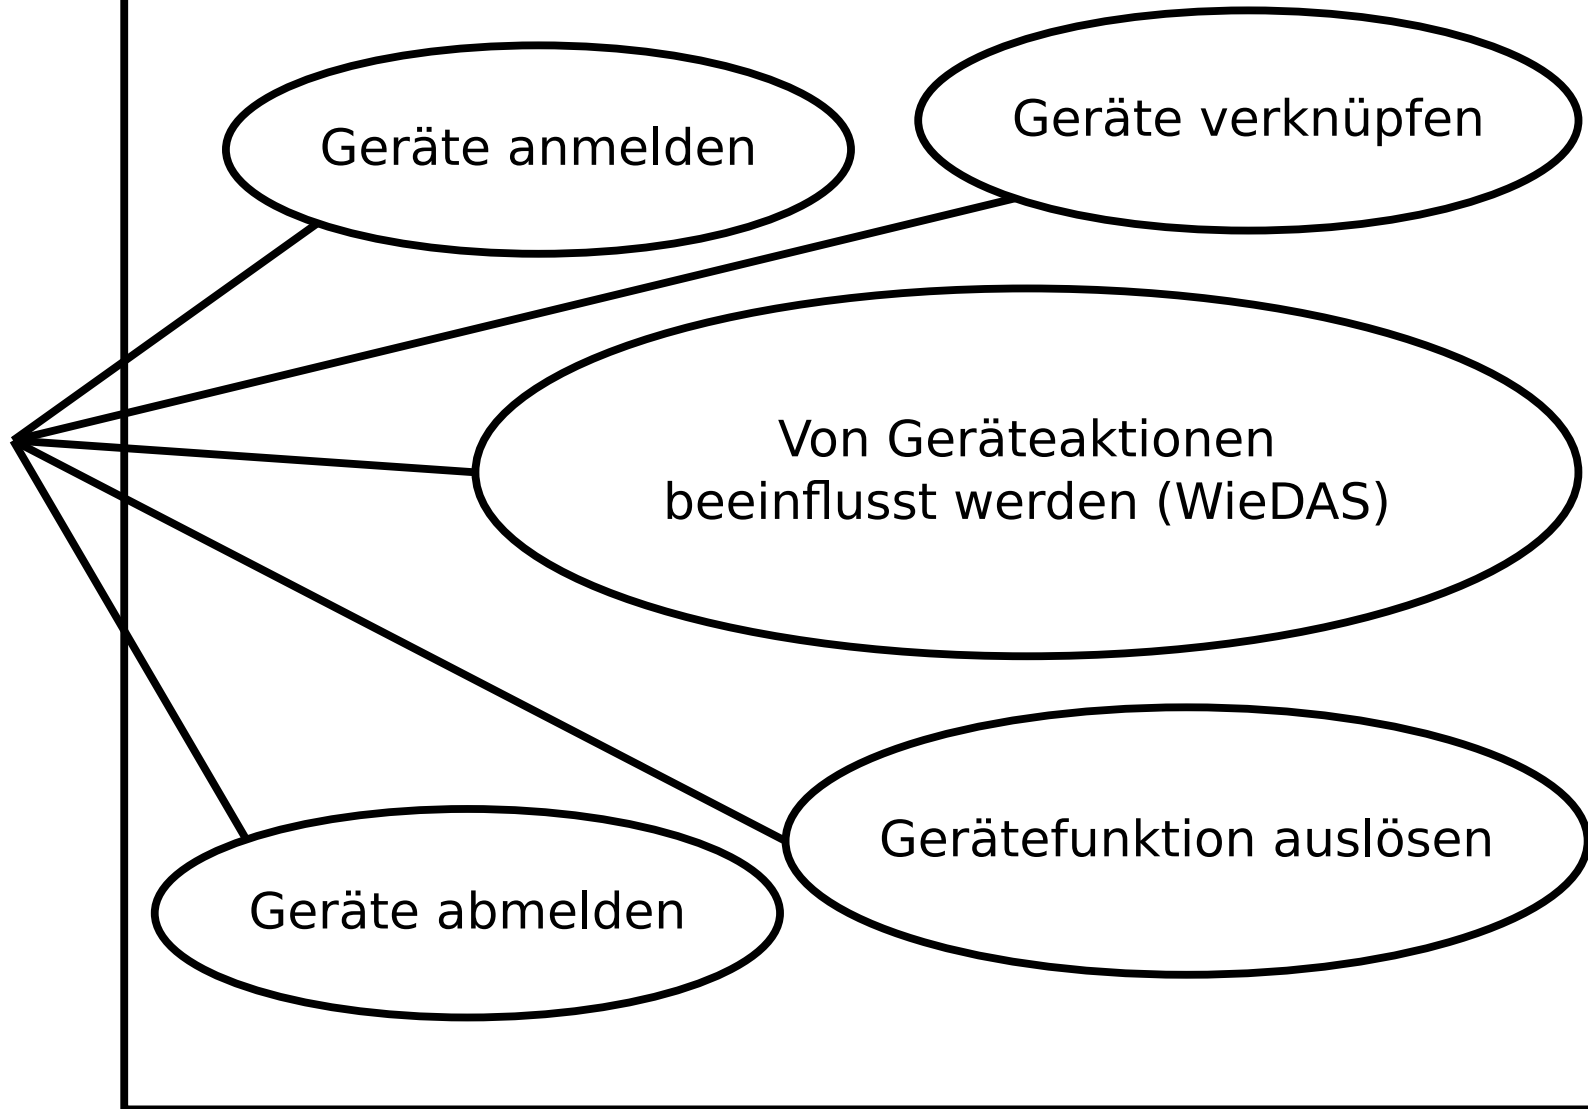 Geräte anmelden
Geräte verknüpfen
Von Geräteaktionen
beeinflusst werden (WieDAS)
Gerätefunktion auslösen
Geräte abmelden